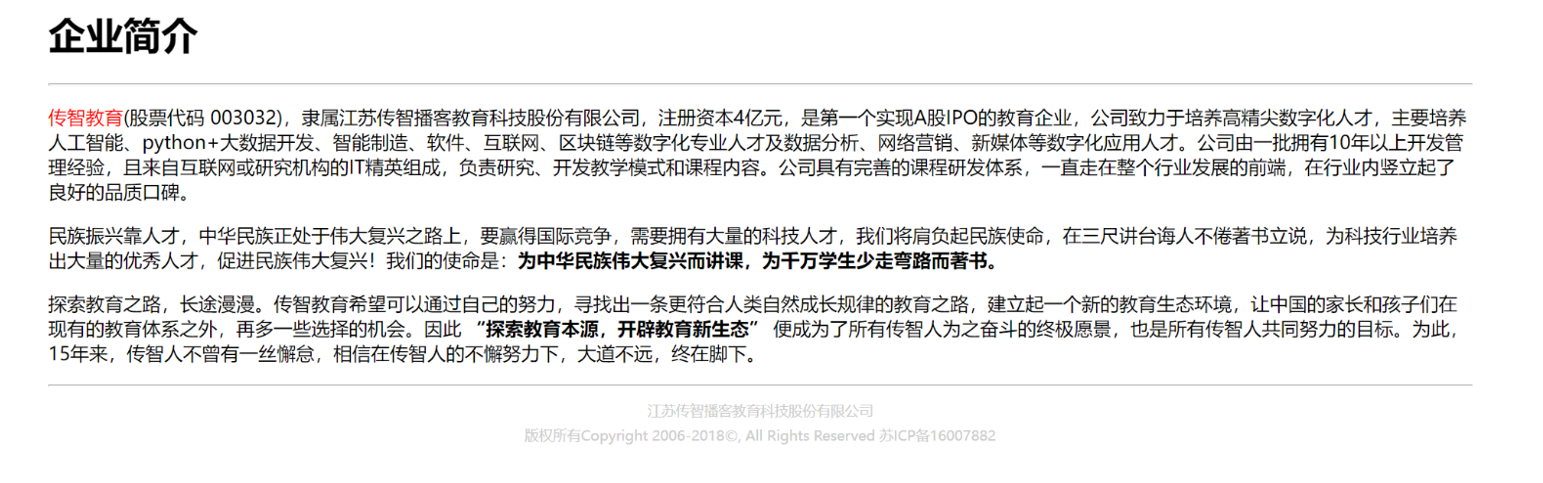 企业简介
传智教育(股票代码 003032)，隶属江苏传智播客教育科技股份有限公司，注册资本4亿元，是第一个实现A股IPO的教育企业，公司致力于培养高精尖数字化人才，主要培养
人工智能、python+大数据开发、智能制造、软件、互联网、区块链等数字化专业人才及数据分析、网络营销、新媒体等数字化应用人才。公司由一批拥有10年以上开发管
理经验，且来自互联网或研究机构的IT精英组成，负责研究、开发教学模式和课程内容。公司具有完善的课程研发体系，一直走在整个行业发展的前端，在行业内竖立起了
良好的品质口碑。
民族振兴靠人才，中华民族正处于伟大复兴之路上，要赢得国际竞争，需要拥有大量的科技人才，我们将肩负起民族使命，在三尺讲台诲人不倦著书立说，为科技行业培养
出大量的优秀人才，促进民族伟大复兴！我们的使命是：为中华民族伟大复兴而讲课，为千万学生少走弯路而著书。
探索教育之路，长途漫漫。传智教育希望可以通过自己的努力，寻找出一条更符合人类自然成长规律的教育之路，建立起一个新的教育生态环境，让中国的家长和孩子们在
现有的教育体系之外，再多一些选择的机会。因此 “探索教育本源，开辟教育新生态” 便成为了所有传智人为之奋斗的终极愿景，也是所有传智人共同努力的目标。为此，
15年来，传智人不曾有一丝懈怠，相信在传智人的不懈努力下，大道不远，终在脚下。
江苏传智播客教育科技股份有限公司
版权所有Copyright 2006-2018©, All Rights Reserved 苏ICP备16007882